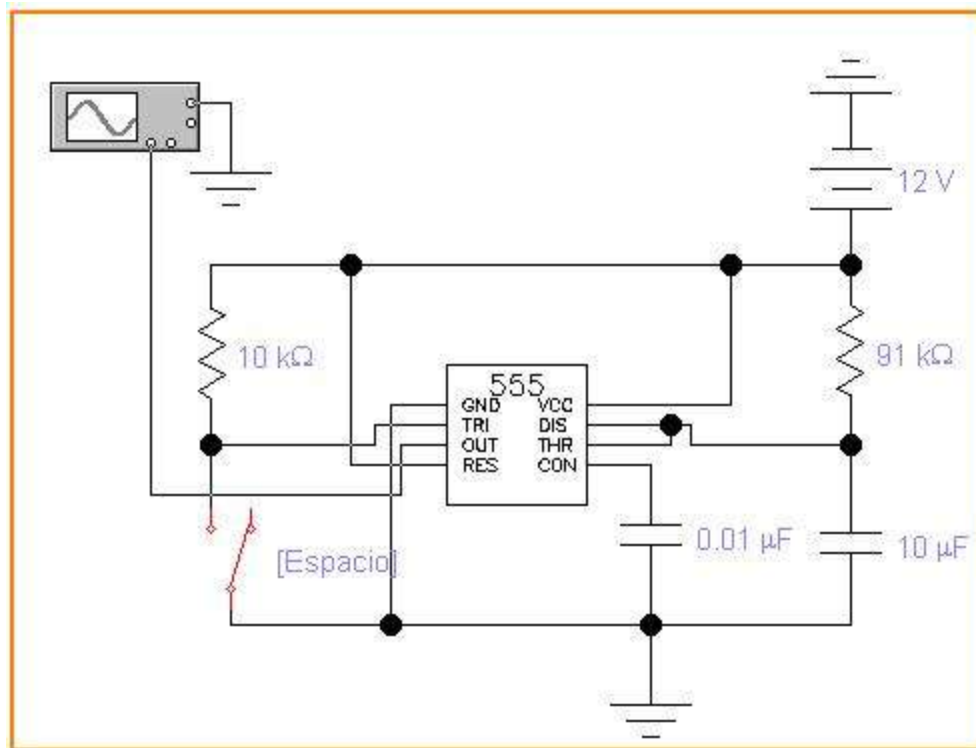 12 V
10 kΩ
91 kΩ
555
GND VCC
TRI DIS
OUT THR
RES CON
[Espacio]
0.01 µF
10 µF